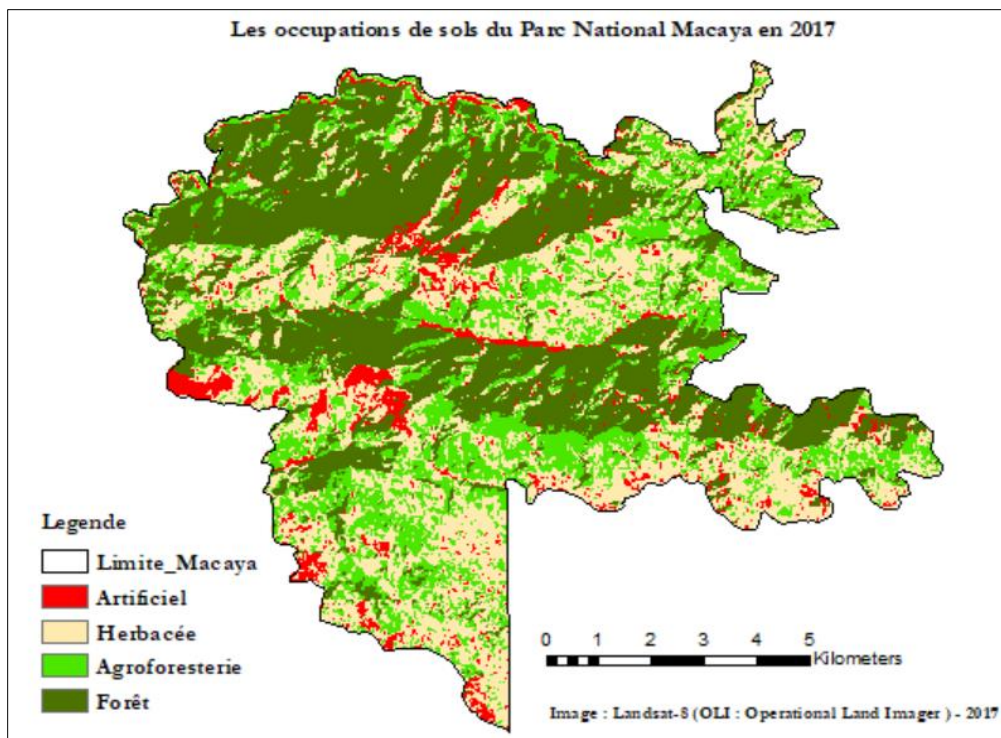 Les occupations de sols du Parc National Macaya en 2017
Legende
Limite_Macaya
Artificiel
Herbacée
Agroforesterie
Forêt
0 1 2 3 4 5
Kilometers
Image : Landsat-8 (OLI : Operational Land Imager ) - 2017